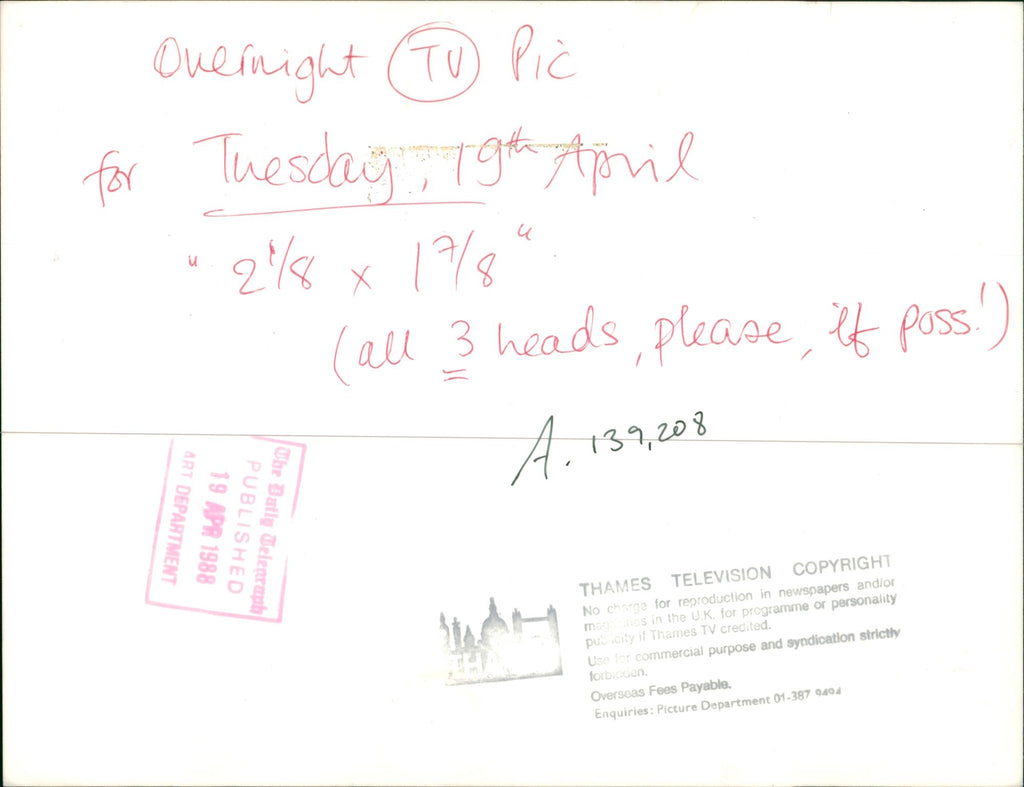 Overnight TV Pic
for Tuesday, 19th April
" 2 1/8 x 1 7/8 "
(all 3 heads, please, if poss!)
A. 139,208
The Daily Telegraph
PUBLISHED
19 APR 1988
ART DEPARTMENT
THAMES
THAMES TELEVISION COPYRIGHT
No charge for reproduction in newspapers and/or
magazines in the U.K. for programme or personality
publicity if Thames TV credited.
Use for commercial purpose and syndication strictly
forbidden.
Overseas Fees Payable.
Enquiries: Picture Department 01-387 9494